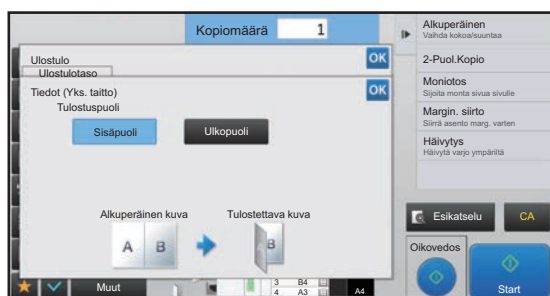 Kopiomäärä 1
Ulostulo OK
Ulostulotaso
Tiedot (Yks. taitto) OK
Tulostuspuoli
Sisäpuoli Ulkopuoli
Alkuperäinen kuva Tulostettava kuva
A B B
Muut
3 B4
4 A3
A4
Alkuperäinen
Vaihda kokoa/suuntaa
2-Puol.Kopio
Moniotos
Sijoita monta sivua sivulle
Margin. siirto
Siirrä asento marg. varten
Häivytys
Häivytä varjo ympäriltä
Esikatselu CA
Oikovedos
Start